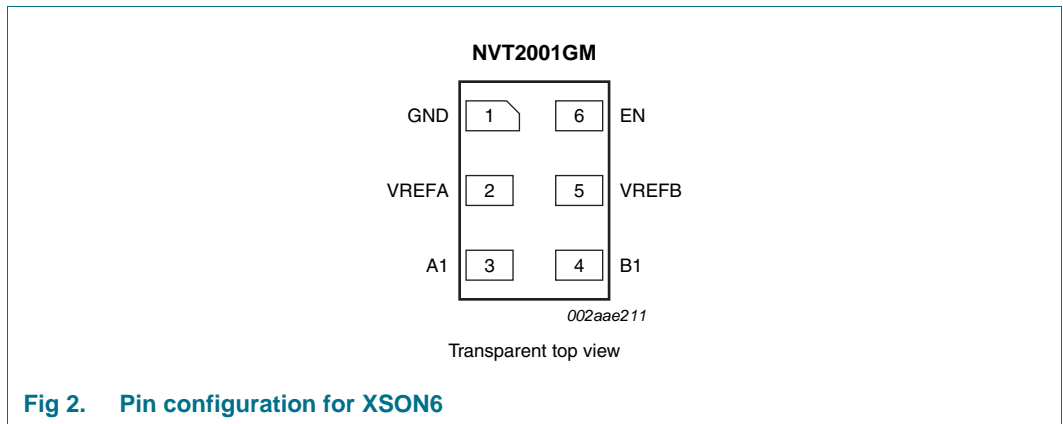 NVT2001GM
GND 1 6 EN
VREFA 2 5 VREFB
A1 3 4 B1
002aae211
Transparent top view
Fig 2. Pin configuration for XSON6